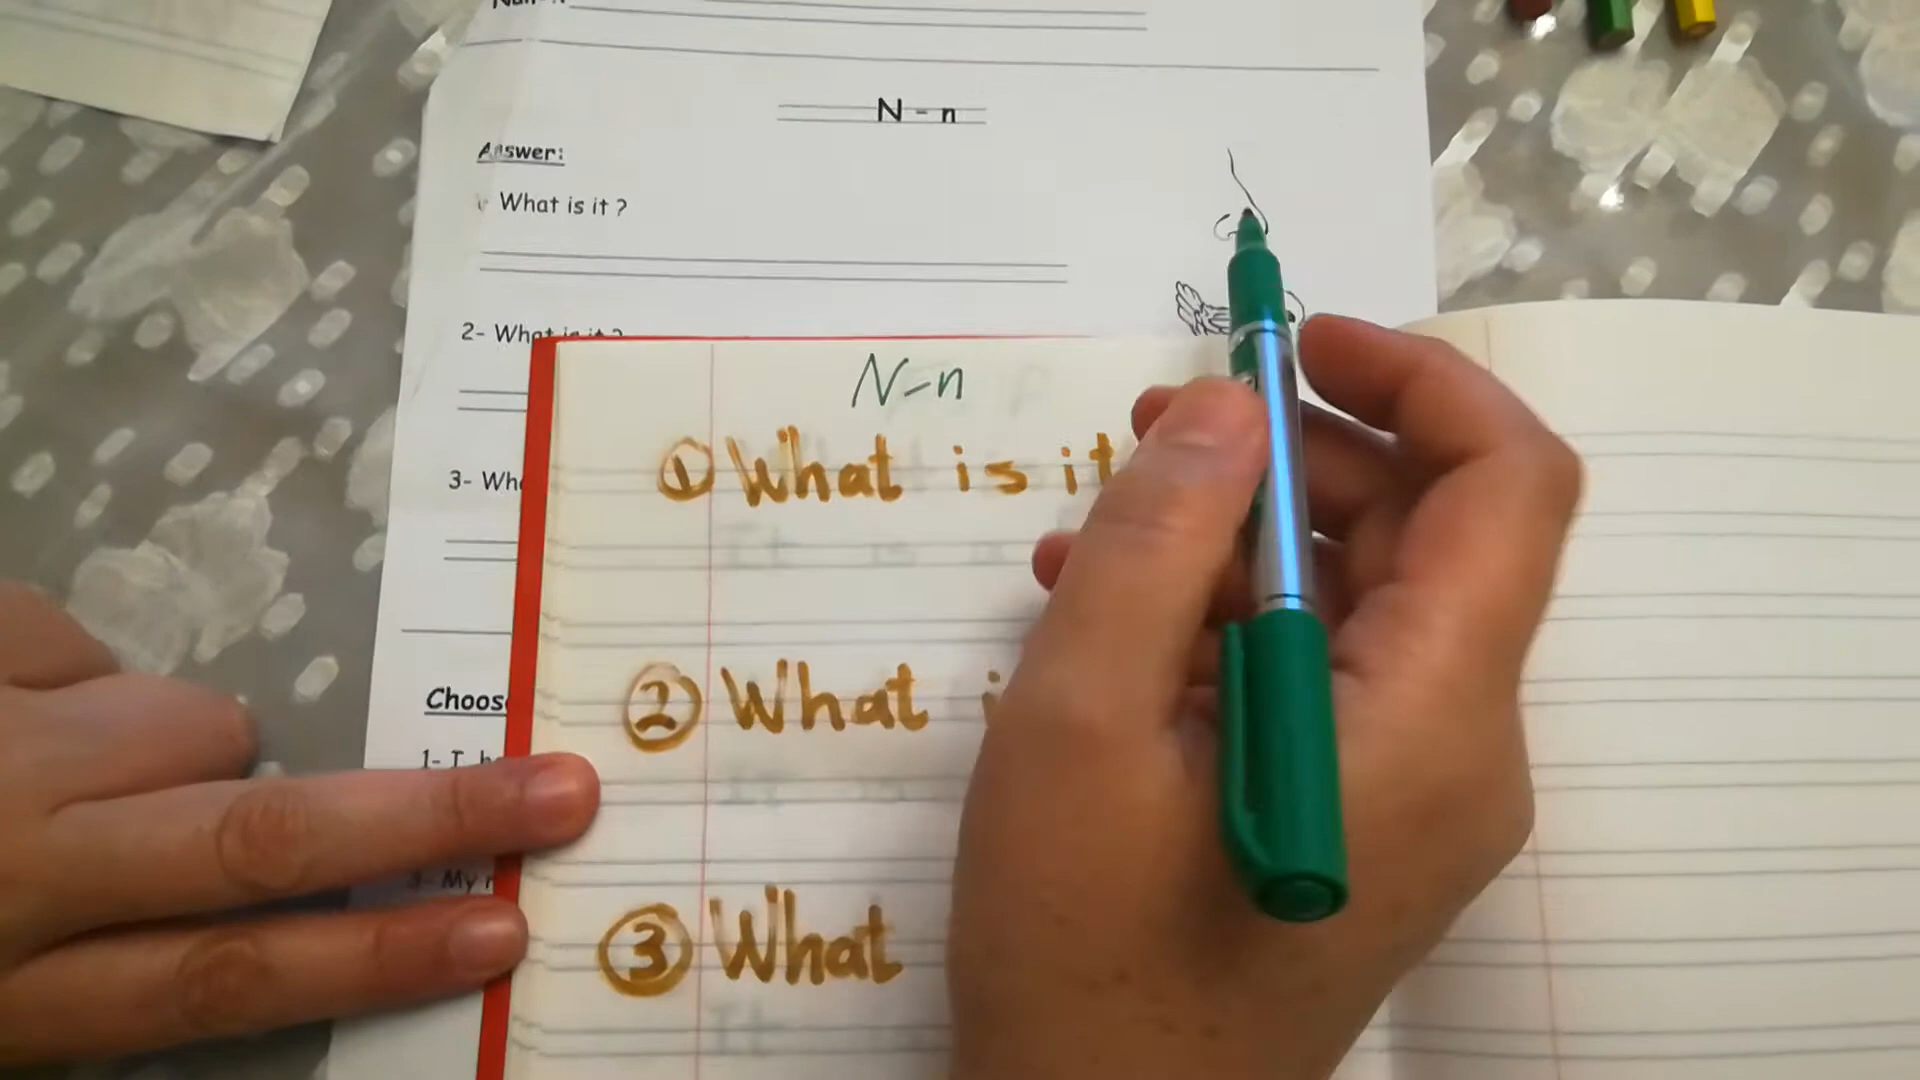 N - n
Answer:
What is it ?
2- What is it ?
3- Wh
N-n
① What is it
② What i
③ What
Choos
3- My